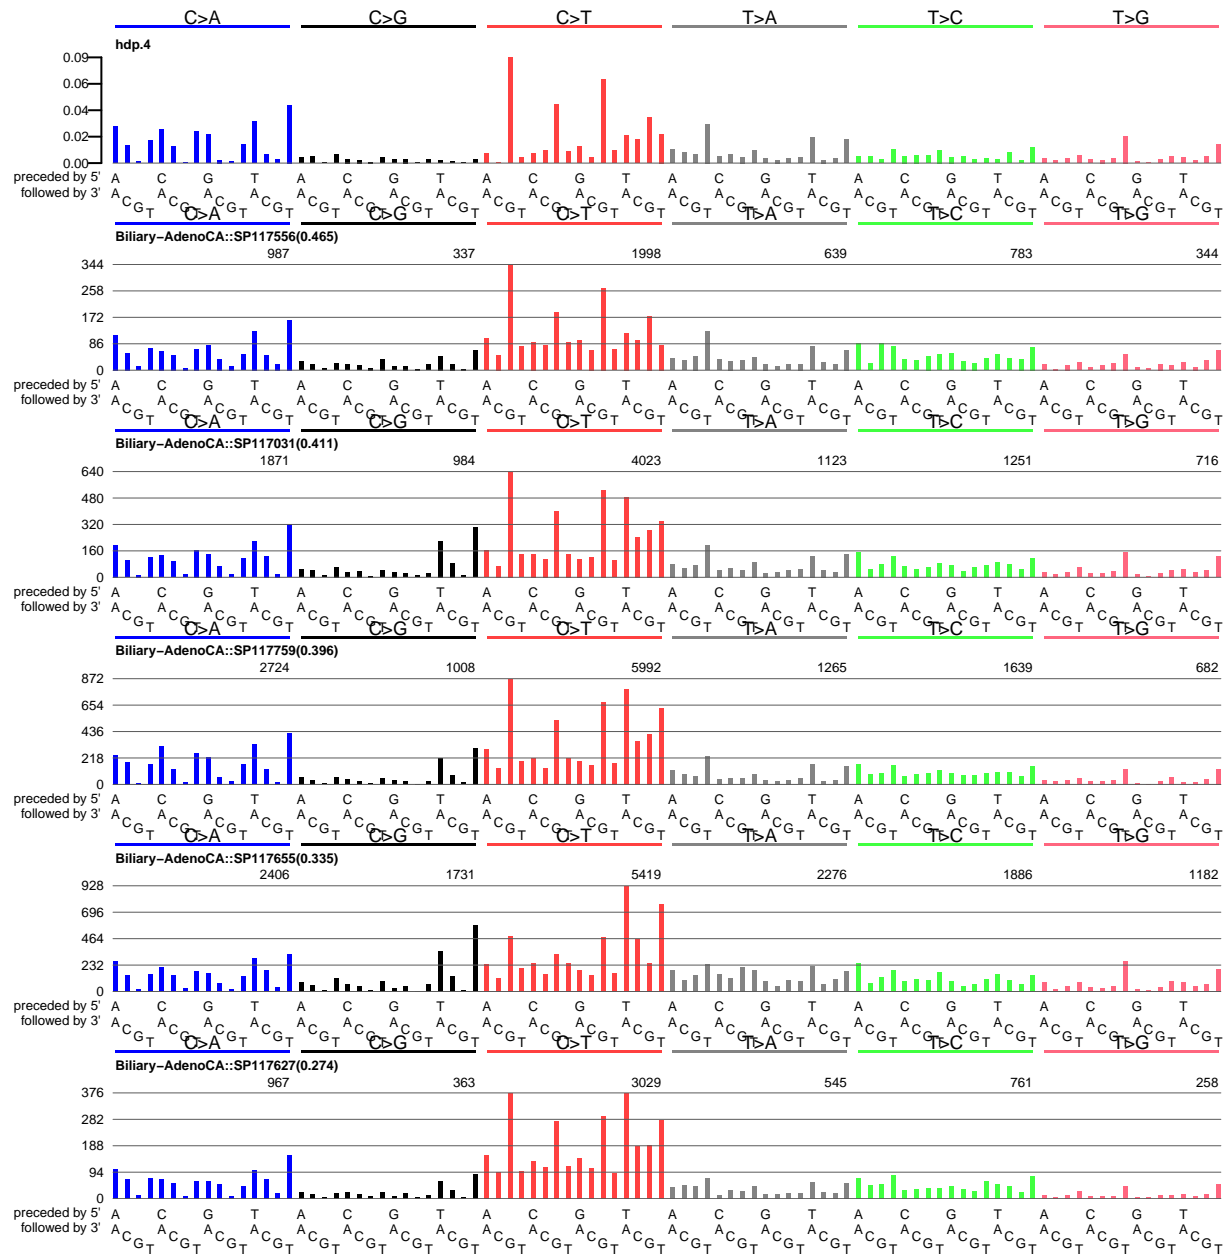 C>A C>G C>T T>A T>C T>G
hdp.4
0.09
0.06
0.04
0.02
0.00
preceded by 5' A C G T A C G T A C G T A C G T A C G T A C G T
followed by 3' A C G T A C G T A C G T A C G T A C G T A C G T A C G T A C G T A C G T A C G T A C G T A C G T A C G T A C G T A C G T A C G T A C G T A C G T A C G T A C G T A C G T A C G T A C G T A C G T
C>A C>G C>T T>A T>C T>G
Biliary-AdenoCA::SP117556(0.465)
987 337 1998 639 783 344
344
258
172
86
0
preceded by 5' A C G T A C G T A C G T A C G T A C G T A C G T
followed by 3' A C G T A C G T A C G T A C G T A C G T A C G T A C G T A C G T A C G T A C G T A C G T A C G T A C G T A C G T A C G T A C G T A C G T A C G T A C G T A C G T A C G T A C G T A C G T A C G T
C>A C>G C>T T>A T>C T>G
Biliary-AdenoCA::SP117031(0.411)
1871 984 4023 1123 1251 716
640
480
320
160
0
preceded by 5' A C G T A C G T A C G T A C G T A C G T A C G T
followed by 3' A C G T A C G T A C G T A C G T A C G T A C G T A C G T A C G T A C G T A C G T A C G T A C G T A C G T A C G T A C G T A C G T A C G T A C G T A C G T A C G T A C G T A C G T A C G T A C G T
C>A C>G C>T T>A T>C T>G
Biliary-AdenoCA::SP117759(0.396)
2724 1008 5992 1265 1639 682
872
654
436
218
0
preceded by 5' A C G T A C G T A C G T A C G T A C G T A C G T
followed by 3' A C G T A C G T A C G T A C G T A C G T A C G T A C G T A C G T A C G T A C G T A C G T A C G T A C G T A C G T A C G T A C G T A C G T A C G T A C G T A C G T A C G T A C G T A C G T A C G T
C>A C>G C>T T>A T>C T>G
Biliary-AdenoCA::SP117655(0.335)
2406 1731 5419 2276 1886 1182
928
696
464
232
0
preceded by 5' A C G T A C G T A C G T A C G T A C G T A C G T
followed by 3' A C G T A C G T A C G T A C G T A C G T A C G T A C G T A C G T A C G T A C G T A C G T A C G T A C G T A C G T A C G T A C G T A C G T A C G T A C G T A C G T A C G T A C G T A C G T A C G T
C>A C>G C>T T>A T>C T>G
Biliary-AdenoCA::SP117627(0.274)
967 363 3029 545 761 258
376
282
188
94
0
preceded by 5' A C G T A C G T A C G T A C G T A C G T A C G T
followed by 3' A C G T A C G T A C G T A C G T A C G T A C G T A C G T A C G T A C G T A C G T A C G T A C G T A C G T A C G T A C G T A C G T A C G T A C G T A C G T A C G T A C G T A C G T A C G T A C G T